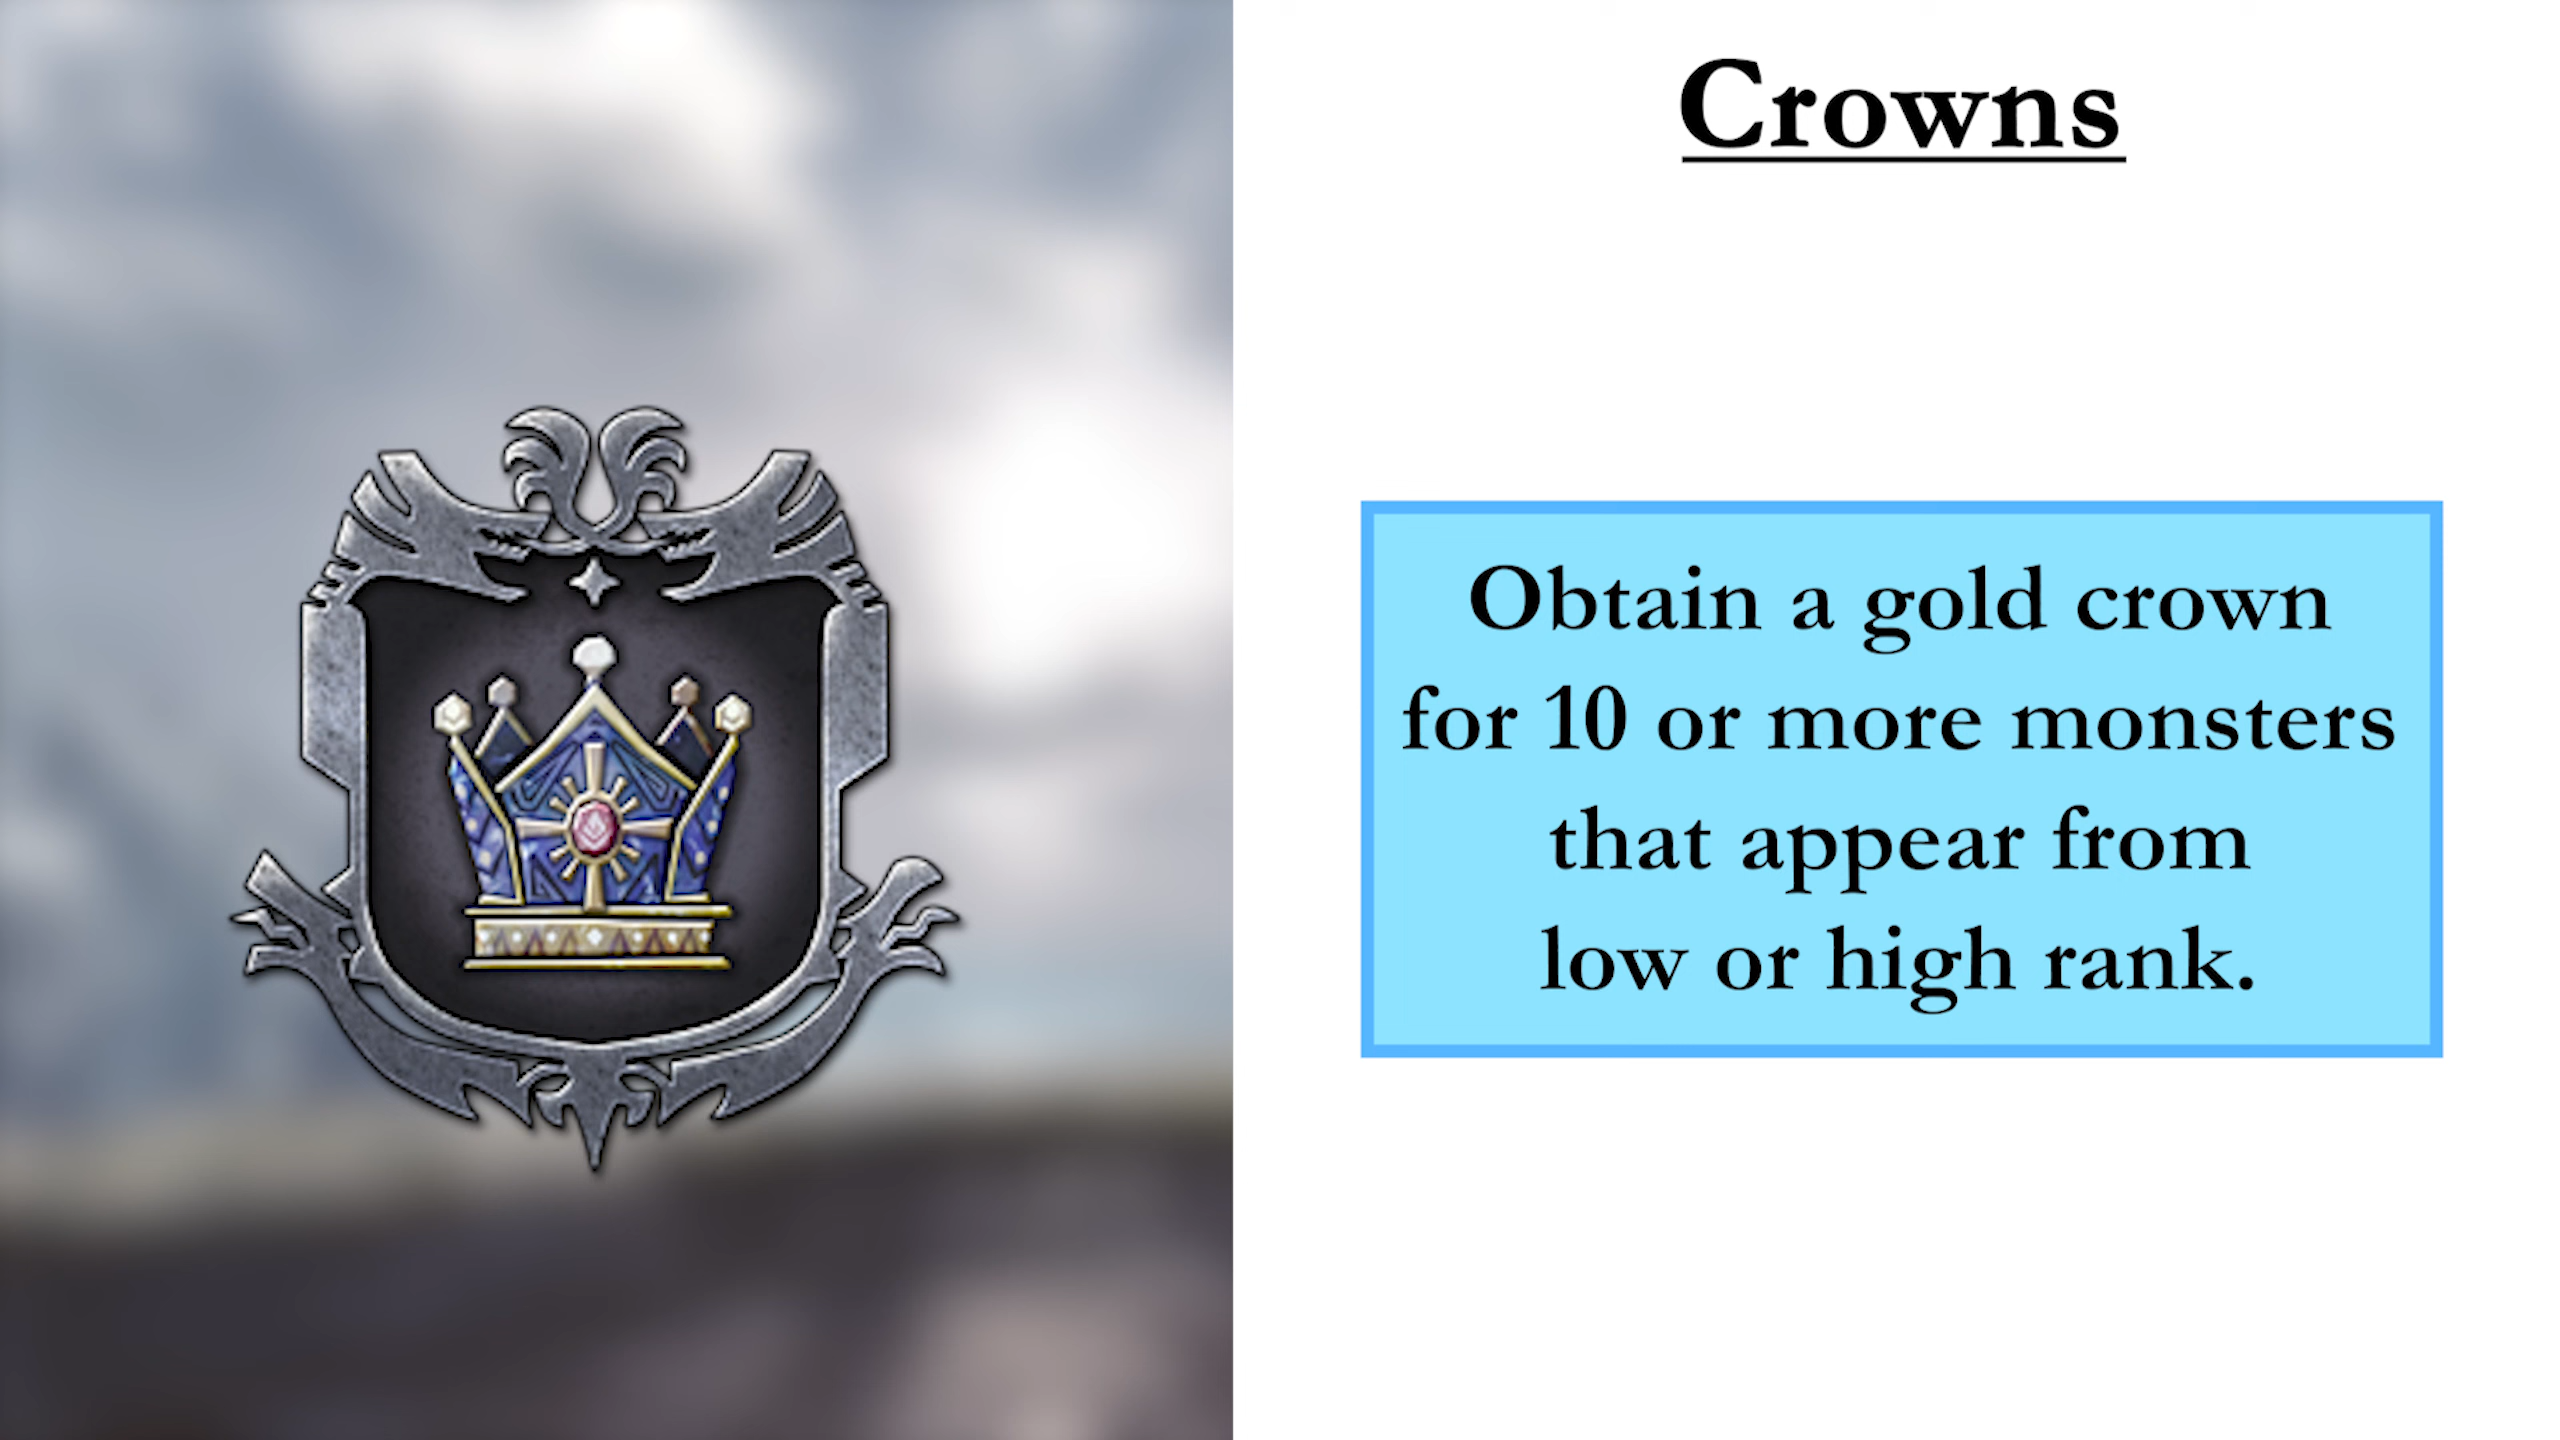 Crowns
Obtain a gold crown
for 10 or more monsters
that appear from
low or high rank.